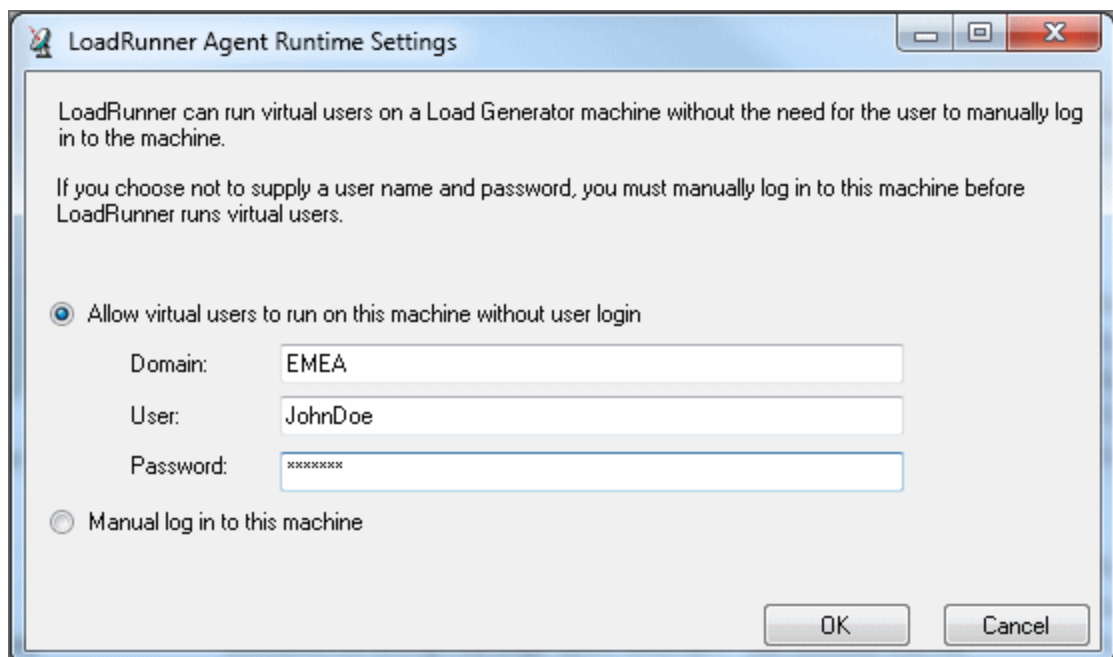 LoadRunner Agent Runtime Settings
LoadRunner can run virtual users on a Load Generator machine without the need for the user to manually log
in to the machine.
If you choose not to supply a user name and password, you must manually log in to this machine before
LoadRunner runs virtual users.
Allow virtual users to run on this machine without user login
Domain: EMEA
User: JohnDoe
Password: *******
Manual log in to this machine
OK Cancel